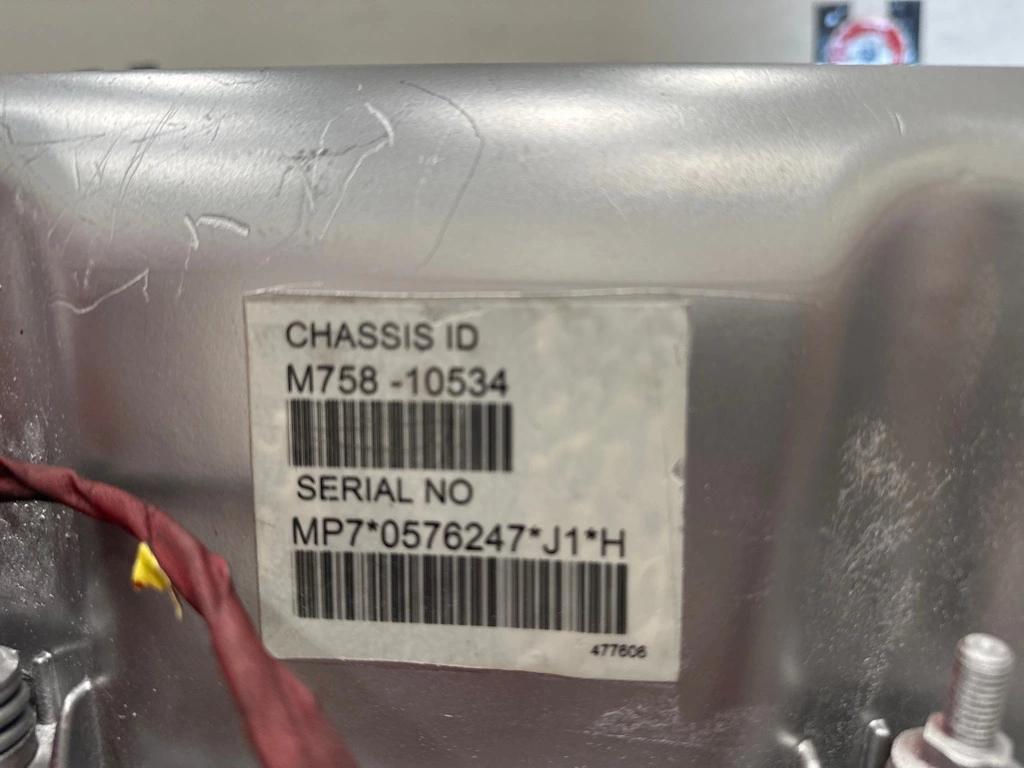 CHASSIS ID
M758 -10534
SERIAL NO
MP7*0576247*J1*H
477606